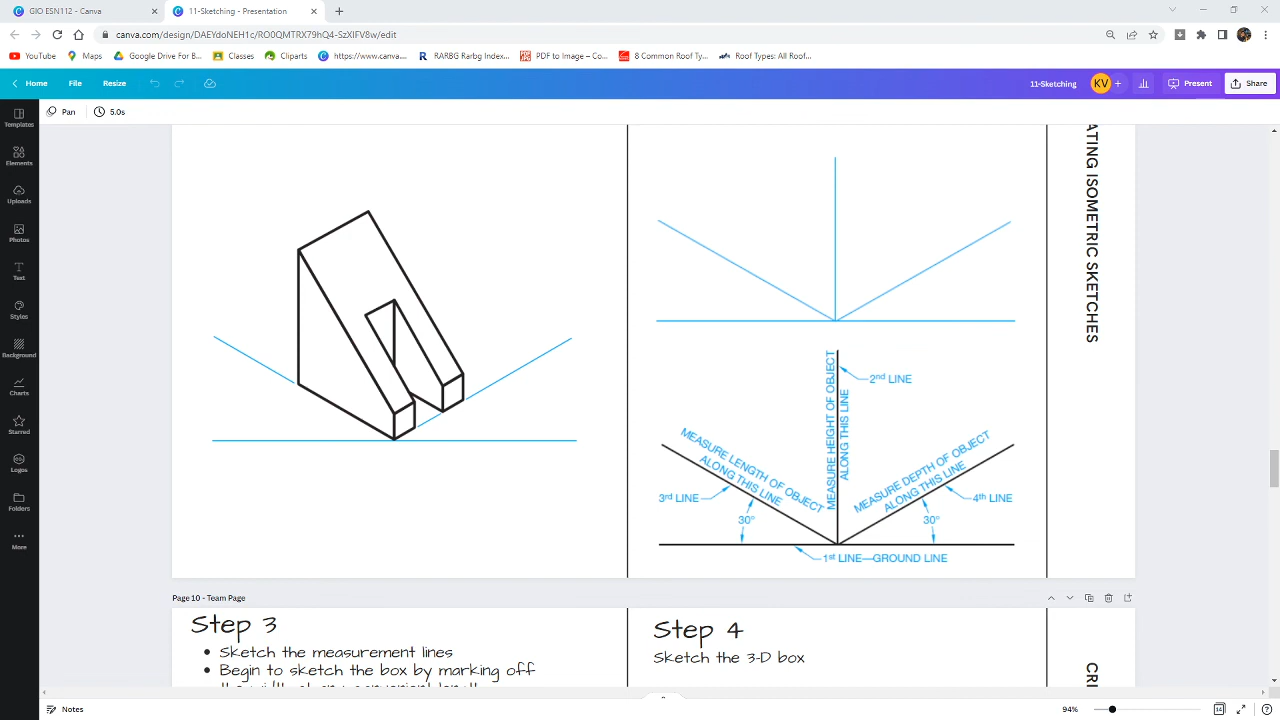 GIO ESN112 - Canva
11-Sketching - Presentation
canva.com/design/DAEYdoNEH1c/RO0QMTRX79hQ4-SzXIFV8w/edit
YouTube
Maps
Google Drive For B...
Classes
Cliparts
https://www.canva....
RARBG Rarbg Index...
PDF to Image – Co...
8 Common Roof Ty...
Roof Types: All Roof...
Home
File
Resize
11-Sketching
KV
Present
Share
Pan
5.0s
Templates
Elements
Uploads
Photos
Text
Styles
Background
Charts
Starred
Logos
Folders
More
ATING ISOMETRIC SKETCHES
MEASURE HEIGHT OF OBJECT
ALONG THIS LINE
2nd LINE
MEASURE LENGTH OF OBJECT
ALONG THIS LINE
MEASURE DEPTH OF OBJECT
ALONG THIS LINE
3rd LINE
4th LINE
30°
30°
1st LINE—GROUND LINE
Page 10 - Team Page
Step 3
• Sketch the measurement lines
• Begin to sketch the box by marking off
Step 4
Sketch the 3-D box
CRI
Notes
94%
14